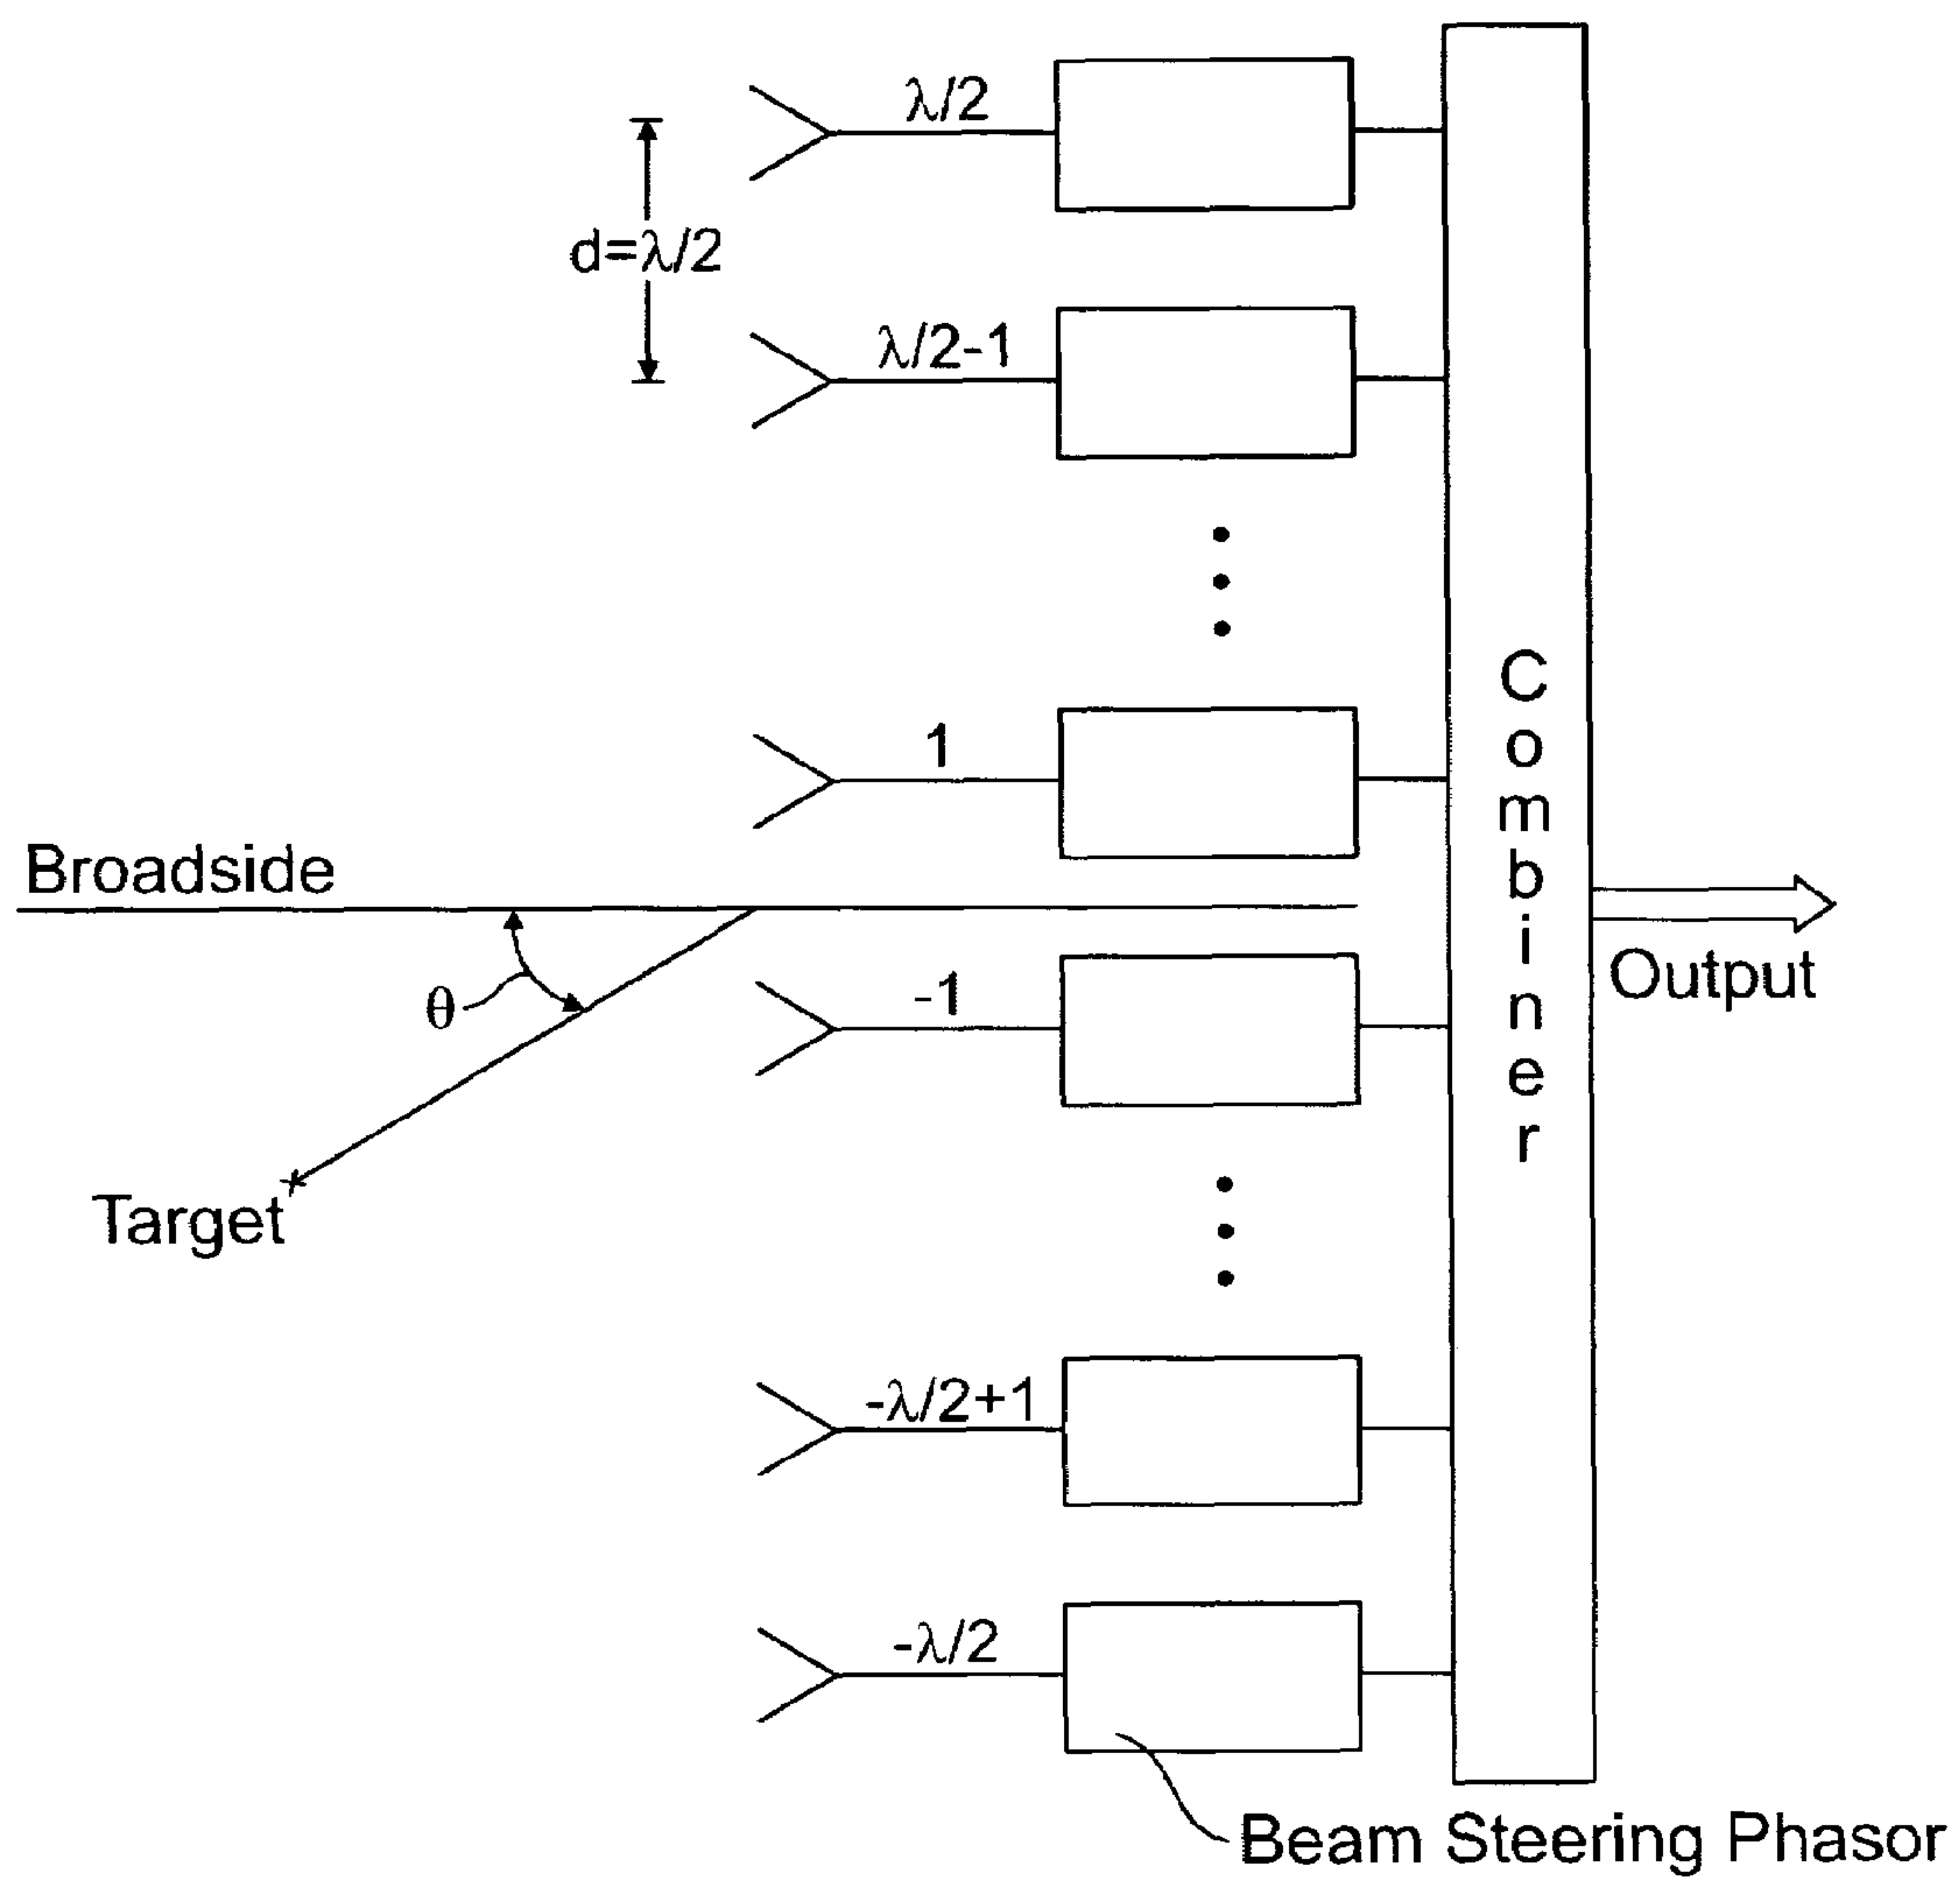 λ/2
d=λ/2
λ/2-1
1
Combiner
Broadside
θ
-1
Output
Target
-λ/2+1
-λ/2
Beam Steering Phasor